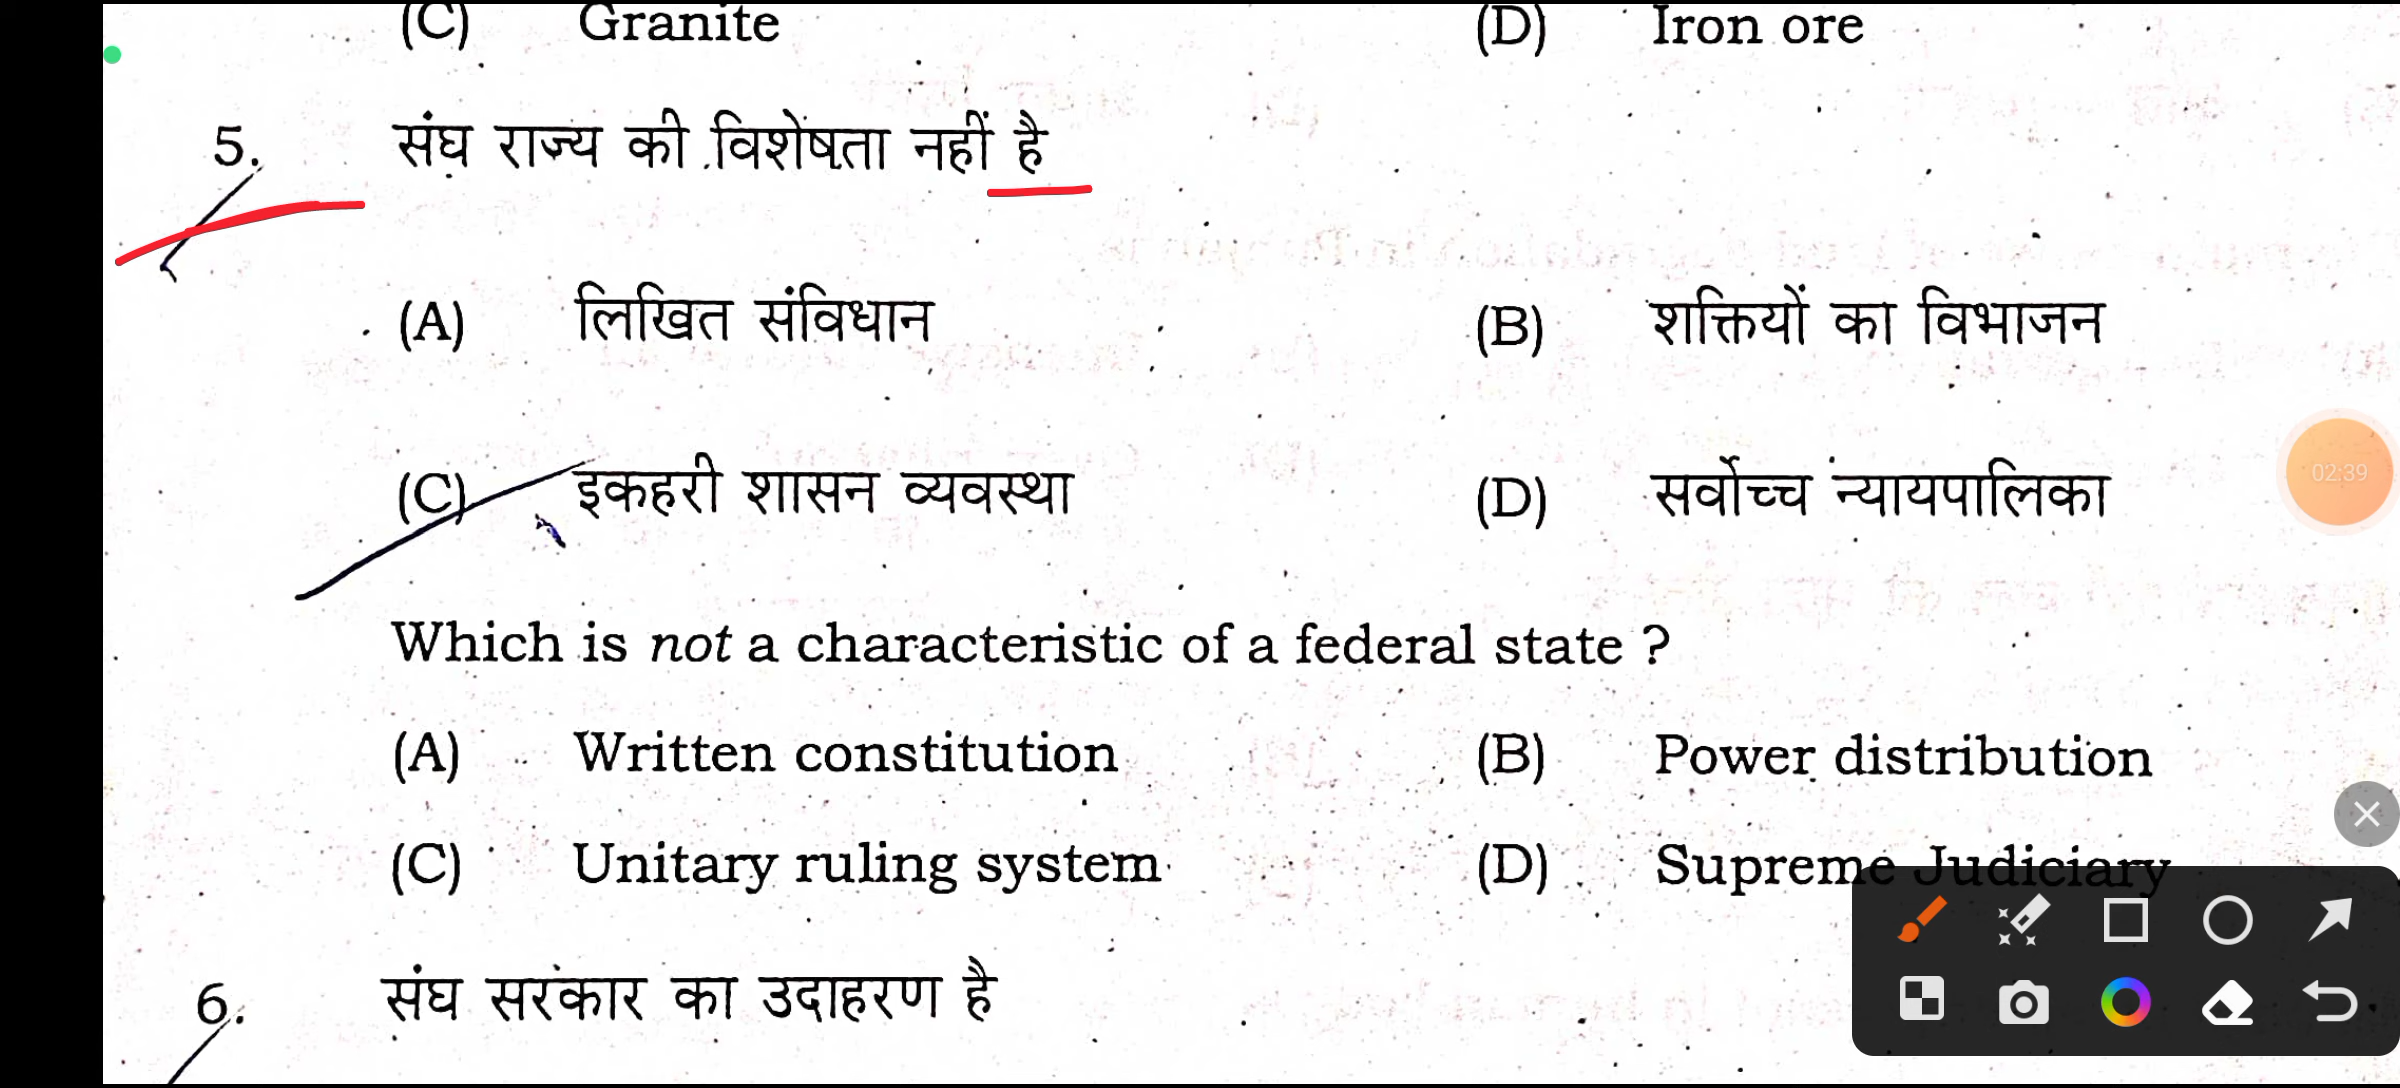 (C) Granite (D) Iron ore
5. संघ राज्य की विशेषता नहीं है
(A) लिखित संविधान (B) शक्तियों का विभाजन
(C) इकहरी शासन व्यवस्था (D) सर्वोच्च न्यायपालिका
02:39
Which is not a characteristic of a federal state ?
(A) Written constitution (B) Power distribution
(C) Unitary ruling system (D) Supreme Judiciary
6. संघ सरकार का उदाहरण है